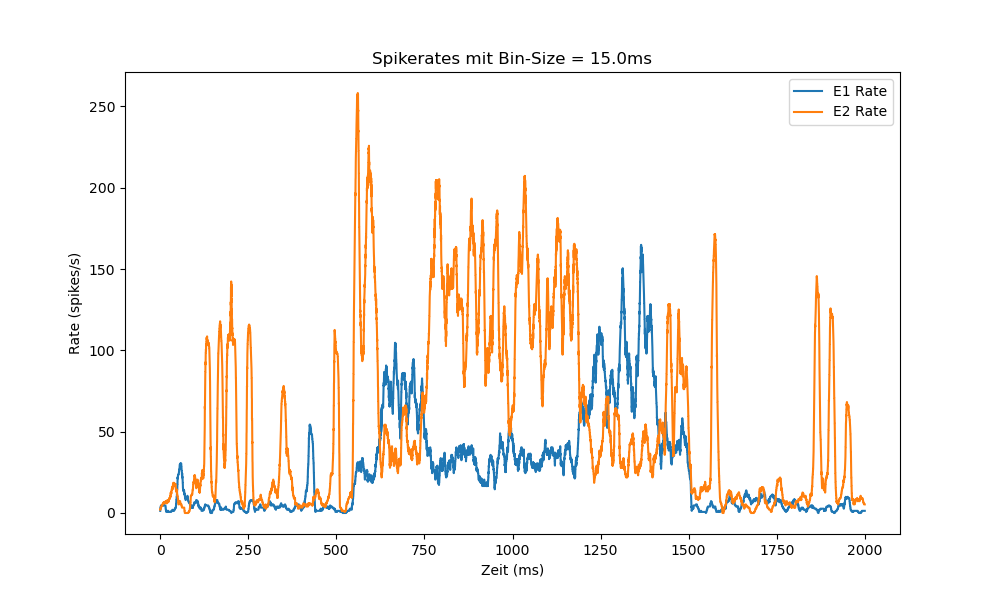 Spikerates mit Bin-Size = 15.0ms
E1 Rate
E2 Rate
250
200
150
100
50
0
Rate (spikes/s)
0 250 500 750 1000 1250 1500 1750 2000
Zeit (ms)